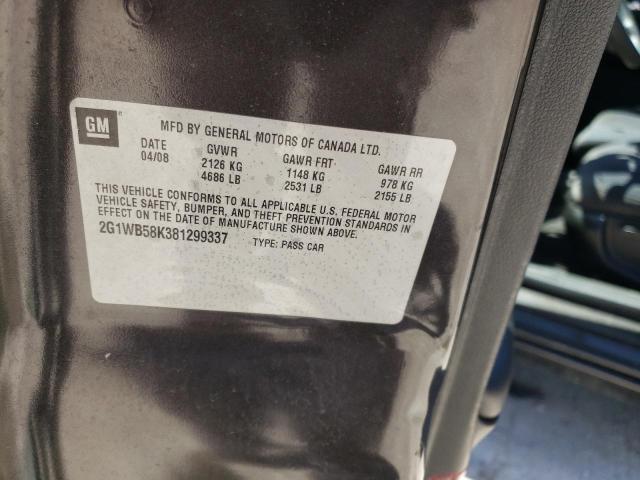 GM
MFD BY GENERAL MOTORS OF CANADA LTD.
DATE GVWR GAWR FRT GAWR RR
04/08 2126 KG 1148 KG 978 KG
4686 LB 2531 LB 2155 LB
THIS VEHICLE CONFORMS TO ALL APPLICABLE U.S. FEDERAL MOTOR
VEHICLE SAFETY, BUMPER, AND THEFT PREVENTION STANDARDS IN
EFFECT ON THE DATE OF MANUFACTURE SHOWN ABOVE.
2G1WB58K381299337 TYPE: PASS CAR